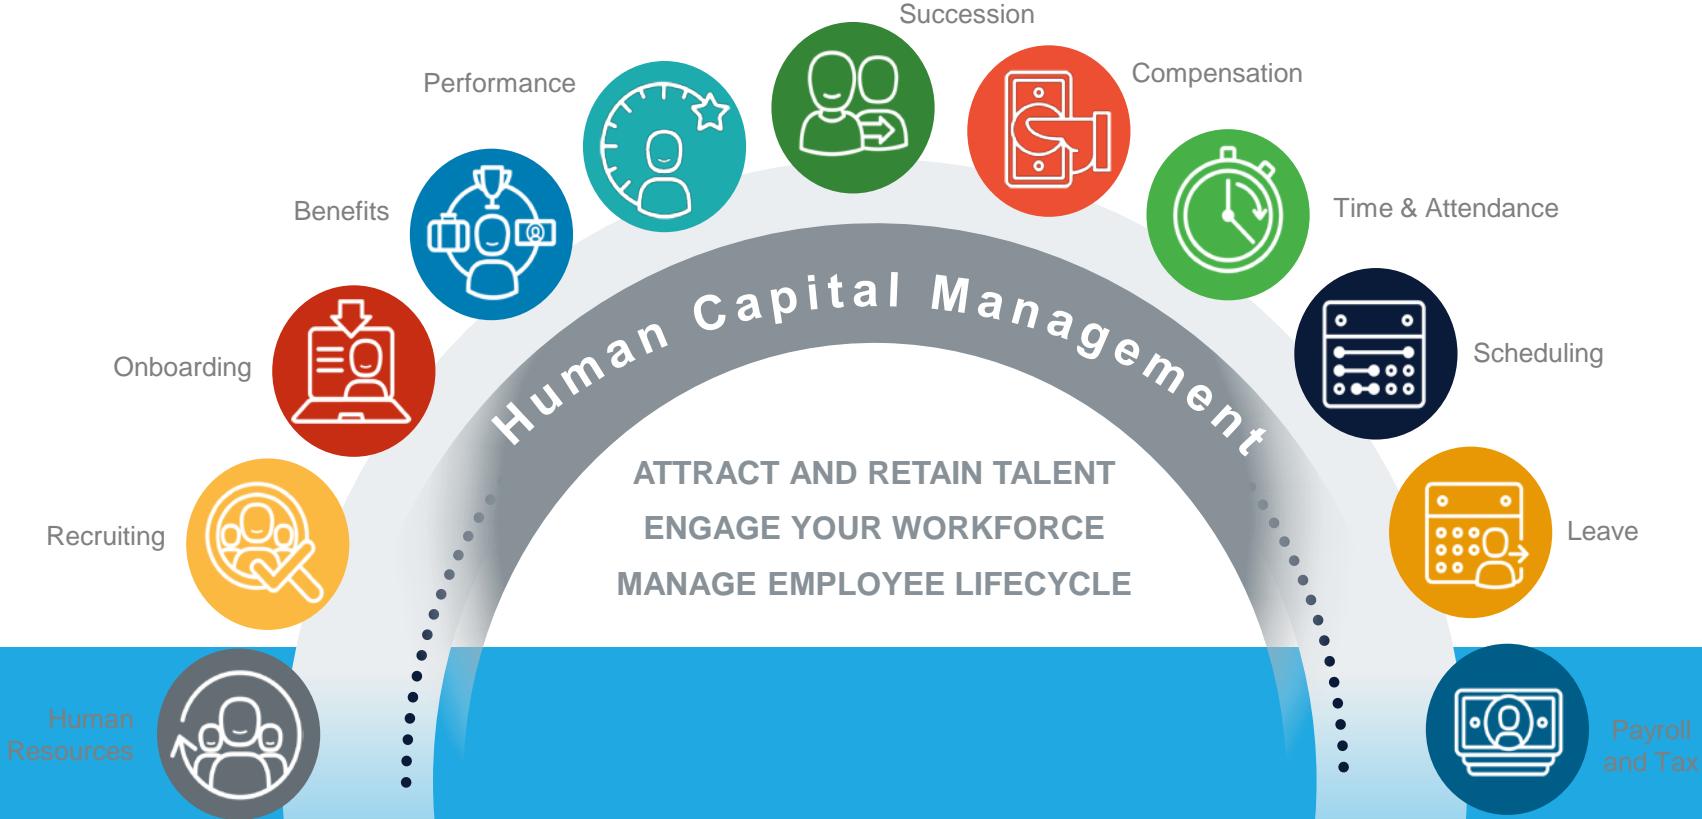 Succession
Performance
Compensation
Benefits
Time & Attendance
Human Capital Management
Onboarding
Scheduling
ATTRACT AND RETAIN TALENT
ENGAGE YOUR WORKFORCE
MANAGE EMPLOYEE LIFECYCLE
Recruiting
Leave
Human
Resources
Payroll
and Tax